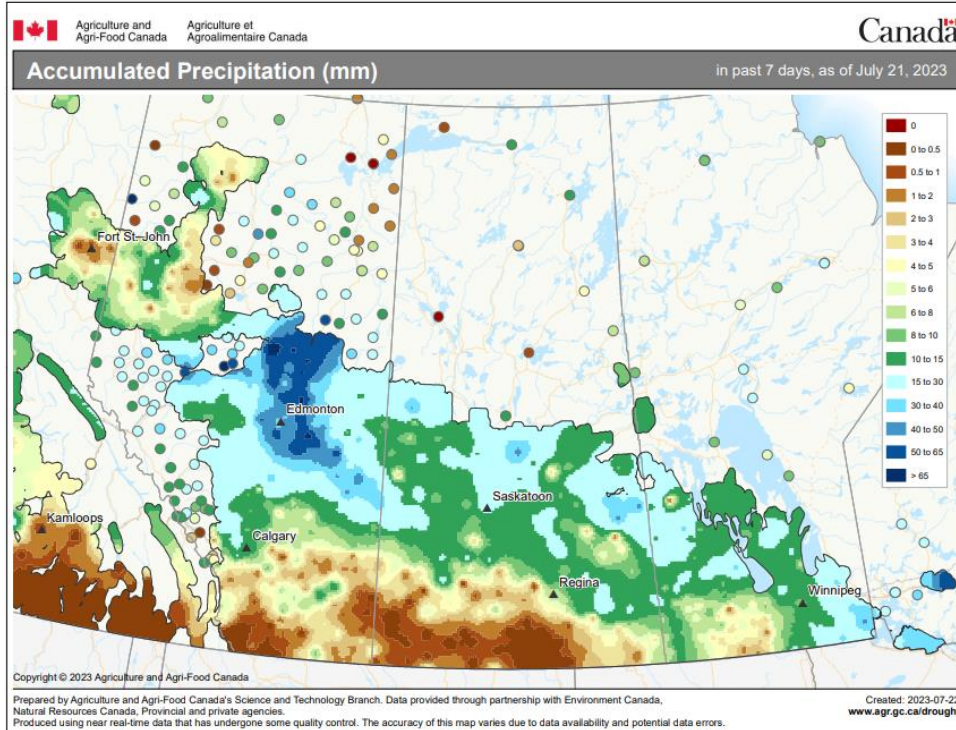 Agriculture and
Agri-Food Canada
Agriculture et
Agroalimentaire Canada
Canada
Accumulated Precipitation (mm)
in past 7 days, as of July 21, 2023
0
0 to 0.5
0.5 to 1
1 to 2
2 to 3
3 to 4
4 to 5
5 to 6
6 to 8
8 to 10
10 to 15
15 to 30
30 to 40
40 to 50
50 to 65
> 65
Fort St. John
Edmonton
Saskatoon
Kamloops
Calgary
Regina
Winnipeg
Copyright © 2023 Agriculture and Agri-Food Canada
Prepared by Agriculture and Agri-Food Canada's Science and Technology Branch. Data provided through partnership with Environment Canada,
Natural Resources Canada, Provincial and private agencies.
Produced using near real-time data that has undergone some quality control. The accuracy of this map varies due to data availability and potential data errors.
Created: 2023-07-22
www.agr.gc.ca/drough